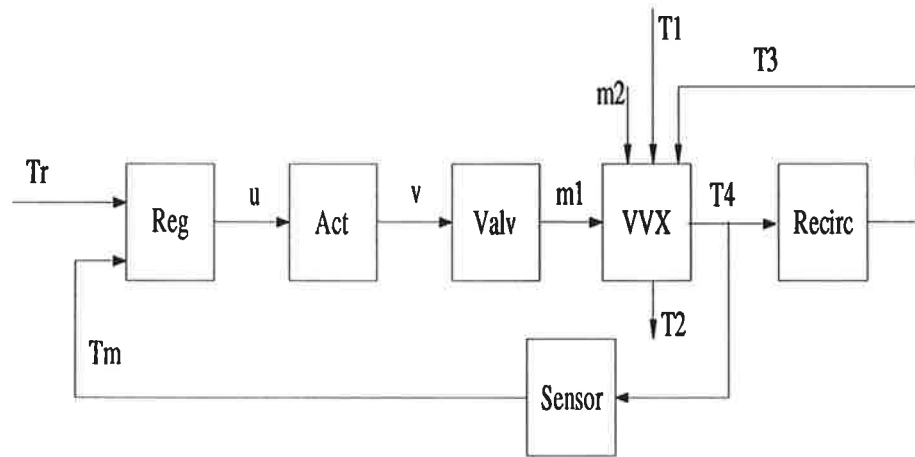 T1
T3
m2
Tr
u
v
m1
T4
Reg
Act
Valv
VVX
Recirc
T2
Tm
Sensor